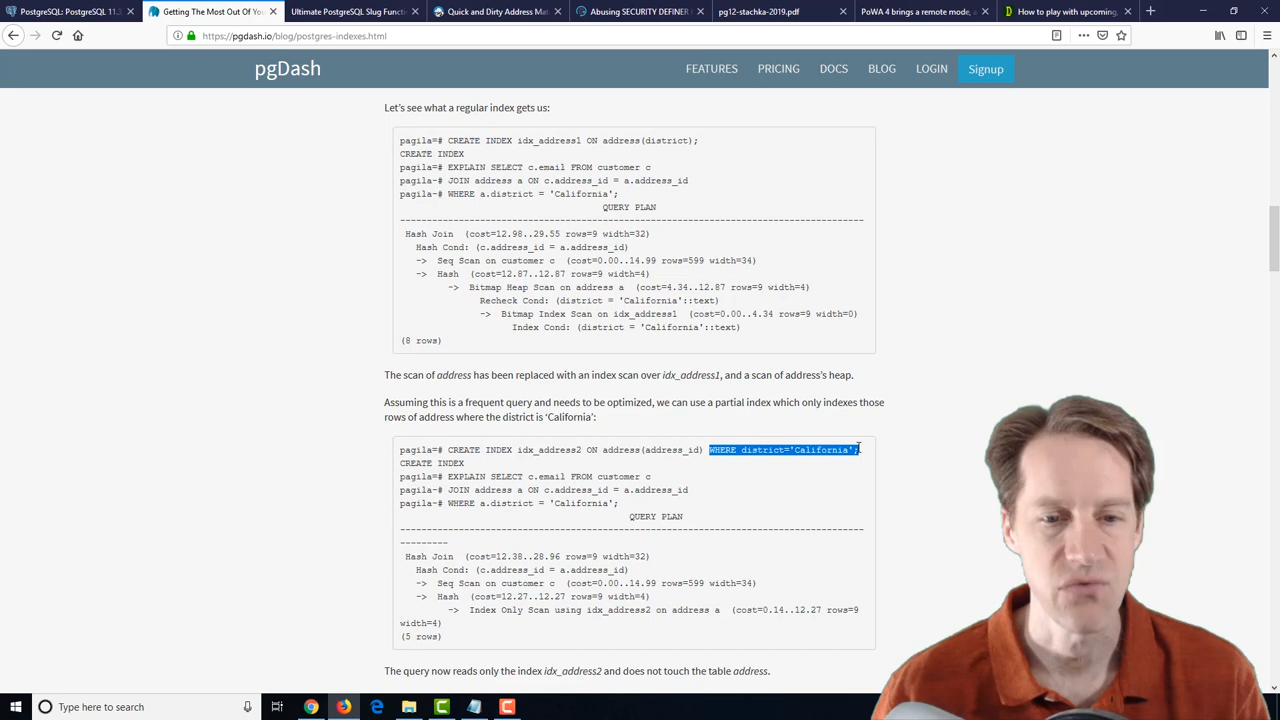 PostgreSQL: PostgreSQL 11.3,
Getting The Most Out Of You
Ultimate PostgreSQL Slug Func
Quick and Dirty Address Mat
Abusing SECURITY DEFINER
pg12-stachka-2019.pdf
PoWA 4 brings a remote mode,
How to play with upcoming,
https://pgdash.io/blog/postgres-indexes.html
pgDash
FEATURES
PRICING
DOCS
BLOG
LOGIN
Signup
Let's see what a regular index gets us:
pagila=# CREATE INDEX idx_address1 ON address(district);
CREATE INDEX
pagila=# EXPLAIN SELECT c.email FROM customer c
pagila-# JOIN address a ON c.address_id = a.address_id
pagila-# WHERE a.district = 'California';
QUERY PLAN
--------------------------------------------------------------------------------------
Hash Join  (cost=12.98..29.55 rows=9 width=32)
Hash Cond: (c.address_id = a.address_id)
->  Seq Scan on customer c  (cost=0.00..14.99 rows=599 width=34)
->  Hash  (cost=12.87..12.87 rows=9 width=4)
->  Bitmap Heap Scan on address a  (cost=4.34..12.87 rows=9 width=4)
Recheck Cond: (district = 'California'::text)
->  Bitmap Index Scan on idx_address1  (cost=0.00..4.34 rows=9 width=0)
Index Cond: (district = 'California'::text)
(8 rows)
The scan of address has been replaced with an index scan over idx_address1, and a scan of address's heap.
Assuming this is a frequent query and needs to be optimized, we can use a partial index which only indexes those
rows of address where the district is 'California':
pagila=# CREATE INDEX idx_address2 ON address(address_id) WHERE district='California';
CREATE INDEX
pagila=# EXPLAIN SELECT c.email FROM customer c
pagila-# JOIN address a ON c.address_id = a.address_id
pagila-# WHERE a.district = 'California';
QUERY PLAN
--------------------------------------------------------------------------------------
---------
Hash Join  (cost=12.38..28.96 rows=9 width=32)
Hash Cond: (c.address_id = a.address_id)
->  Seq Scan on customer c  (cost=0.00..14.99 rows=599 width=34)
->  Hash  (cost=12.27..12.27 rows=9 width=4)
->  Index Only Scan using idx_address2 on address a  (cost=0.14..12.27 rows=9
width=4)
(5 rows)
The query now reads only the index idx_address2 and does not touch the table address.
Type here to search